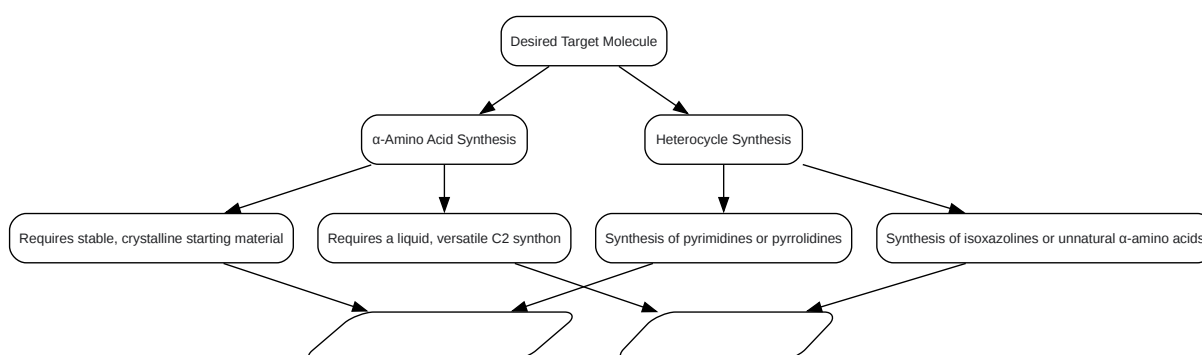 Desired Target Molecule
α-Amino Acid Synthesis
Heterocycle Synthesis
Requires stable, crystalline starting material
Requires a liquid, versatile C2 synthon
Synthesis of pyrimidines or pyrrolidines
Synthesis of isoxazolines or unnatural α-amino acids